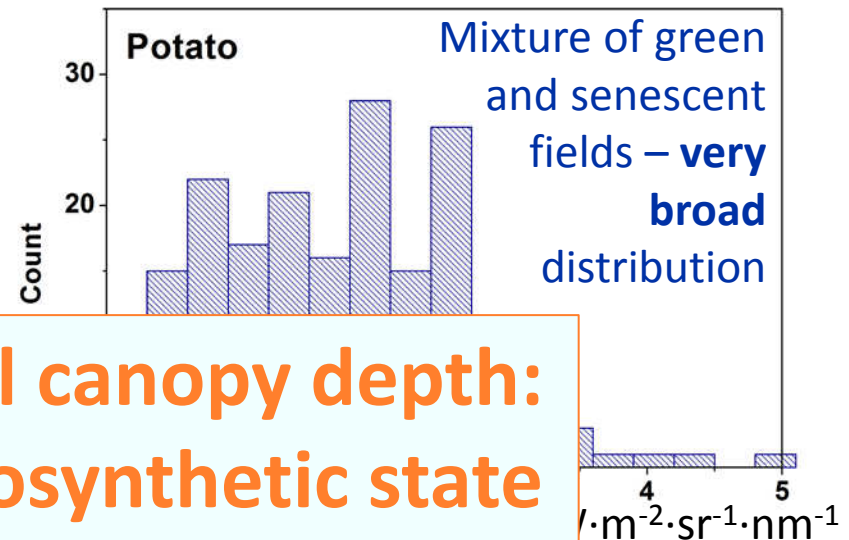 Potato
Mixture of green
and senescent
fields – very
broad
distribution
30
20
Count
canopy depth:
state
4
5
·m-2·sr-1·nm-1